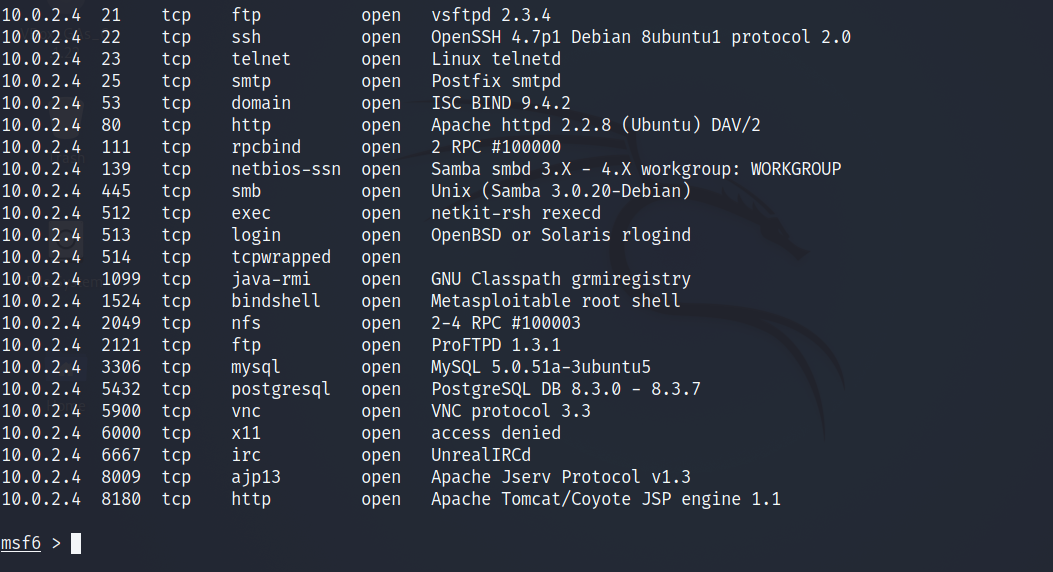 10.0.2.4 21 tcp ftp open vsftpd 2.3.4
10.0.2.4 22 tcp ssh open OpenSSH 4.7p1 Debian 8ubuntu1 protocol 2.0
10.0.2.4 23 tcp telnet open Linux telnetd
10.0.2.4 25 tcp smtp open Postfix smtpd
10.0.2.4 53 tcp domain open ISC BIND 9.4.2
10.0.2.4 80 tcp http open Apache httpd 2.2.8 (Ubuntu) DAV/2
10.0.2.4 111 tcp rpcbind open 2 RPC #100000
10.0.2.4 139 tcp netbios-ssn open Samba smbd 3.X - 4.X workgroup: WORKGROUP
10.0.2.4 445 tcp smb open Unix (Samba 3.0.20-Debian)
10.0.2.4 512 tcp exec open netkit-rsh rexecd
10.0.2.4 513 tcp login open OpenBSD or Solaris rlogind
10.0.2.4 514 tcp tcpwrapped open
10.0.2.4 1099 tcp java-rmi open GNU Classpath grmiregistry
10.0.2.4 1524 tcp bindshell open Metasploitable root shell
10.0.2.4 2049 tcp nfs open 2-4 RPC #100003
10.0.2.4 2121 tcp ftp open ProFTPD 1.3.1
10.0.2.4 3306 tcp mysql open MySQL 5.0.51a-3ubuntu5
10.0.2.4 5432 tcp postgresql open PostgreSQL DB 8.3.0 - 8.3.7
10.0.2.4 5900 tcp vnc open VNC protocol 3.3
10.0.2.4 6000 tcp x11 open access denied
10.0.2.4 6667 tcp irc open UnrealIRCd
10.0.2.4 8009 tcp ajp13 open Apache Jserv Protocol v1.3
10.0.2.4 8180 tcp http open Apache Tomcat/Coyote JSP engine 1.1
msf6 >